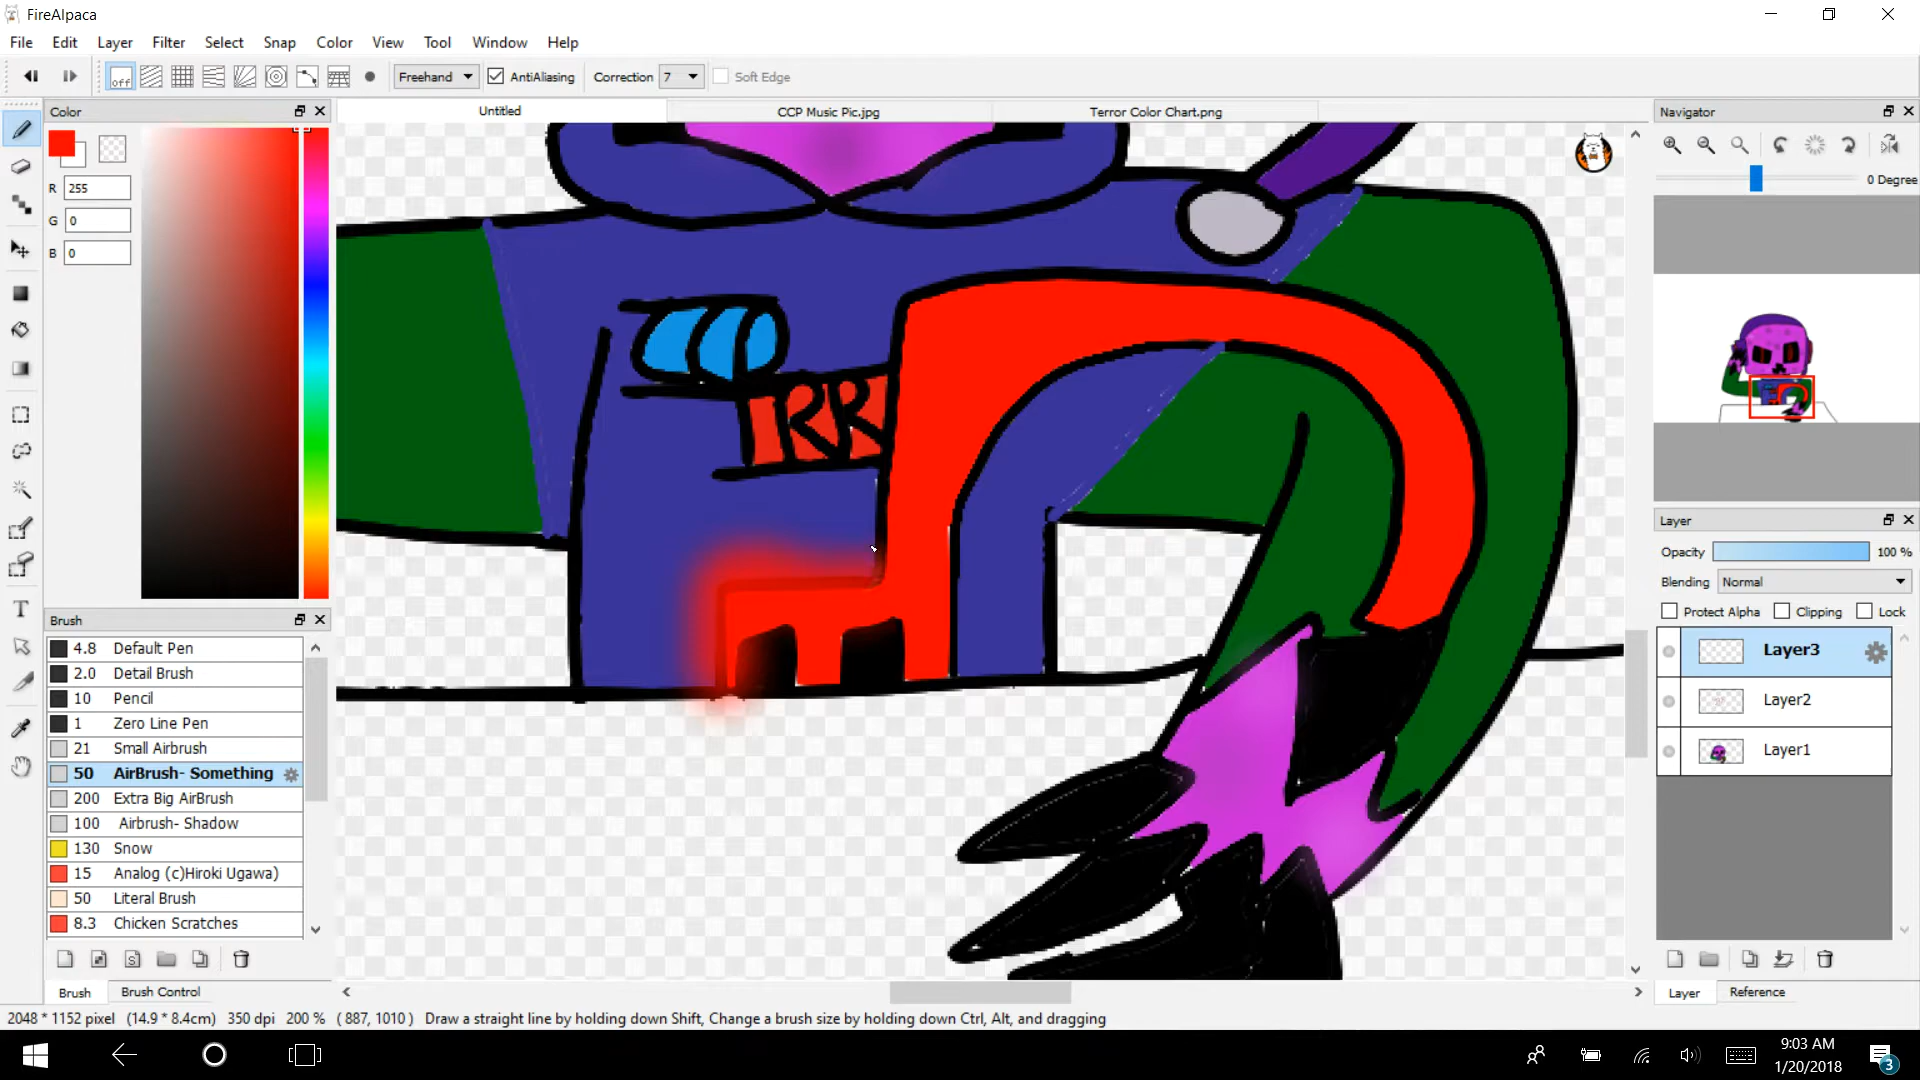 FireAlpaca
File Edit Layer Filter Select Snap Color View Tool Window Help
off Freehand AntiAliasing Correction 7 Soft Edge
Color
Untitled CCP Music Pic.jpg Terror Color Chart.png
Navigator
R 255
G 0
B 0
0 Degree
RR
Brush
4.8 Default Pen
2.0 Detail Brush
10 Pencil
1 Zero Line Pen
21 Small Airbrush
50 AirBrush- Something
200 Extra Big AirBrush
100 Airbrush- Shadow
130 Snow
15 Analog (c)Hiroki Ugawa)
50 Literal Brush
8.3 Chicken Scratches
Brush Brush Control
Layer
Opacity 100 %
Blending Normal
Protect Alpha Clipping Lock
Layer3
Layer2
Layer1
Layer Reference
2048 * 1152 pixel (14.9 * 8.4cm) 350 dpi 200 % ( 887, 1010 ) Draw a straight line by holding down Shift, Change a brush size by holding down Ctrl, Alt, and dragging
9:03 AM
1/20/2018
3